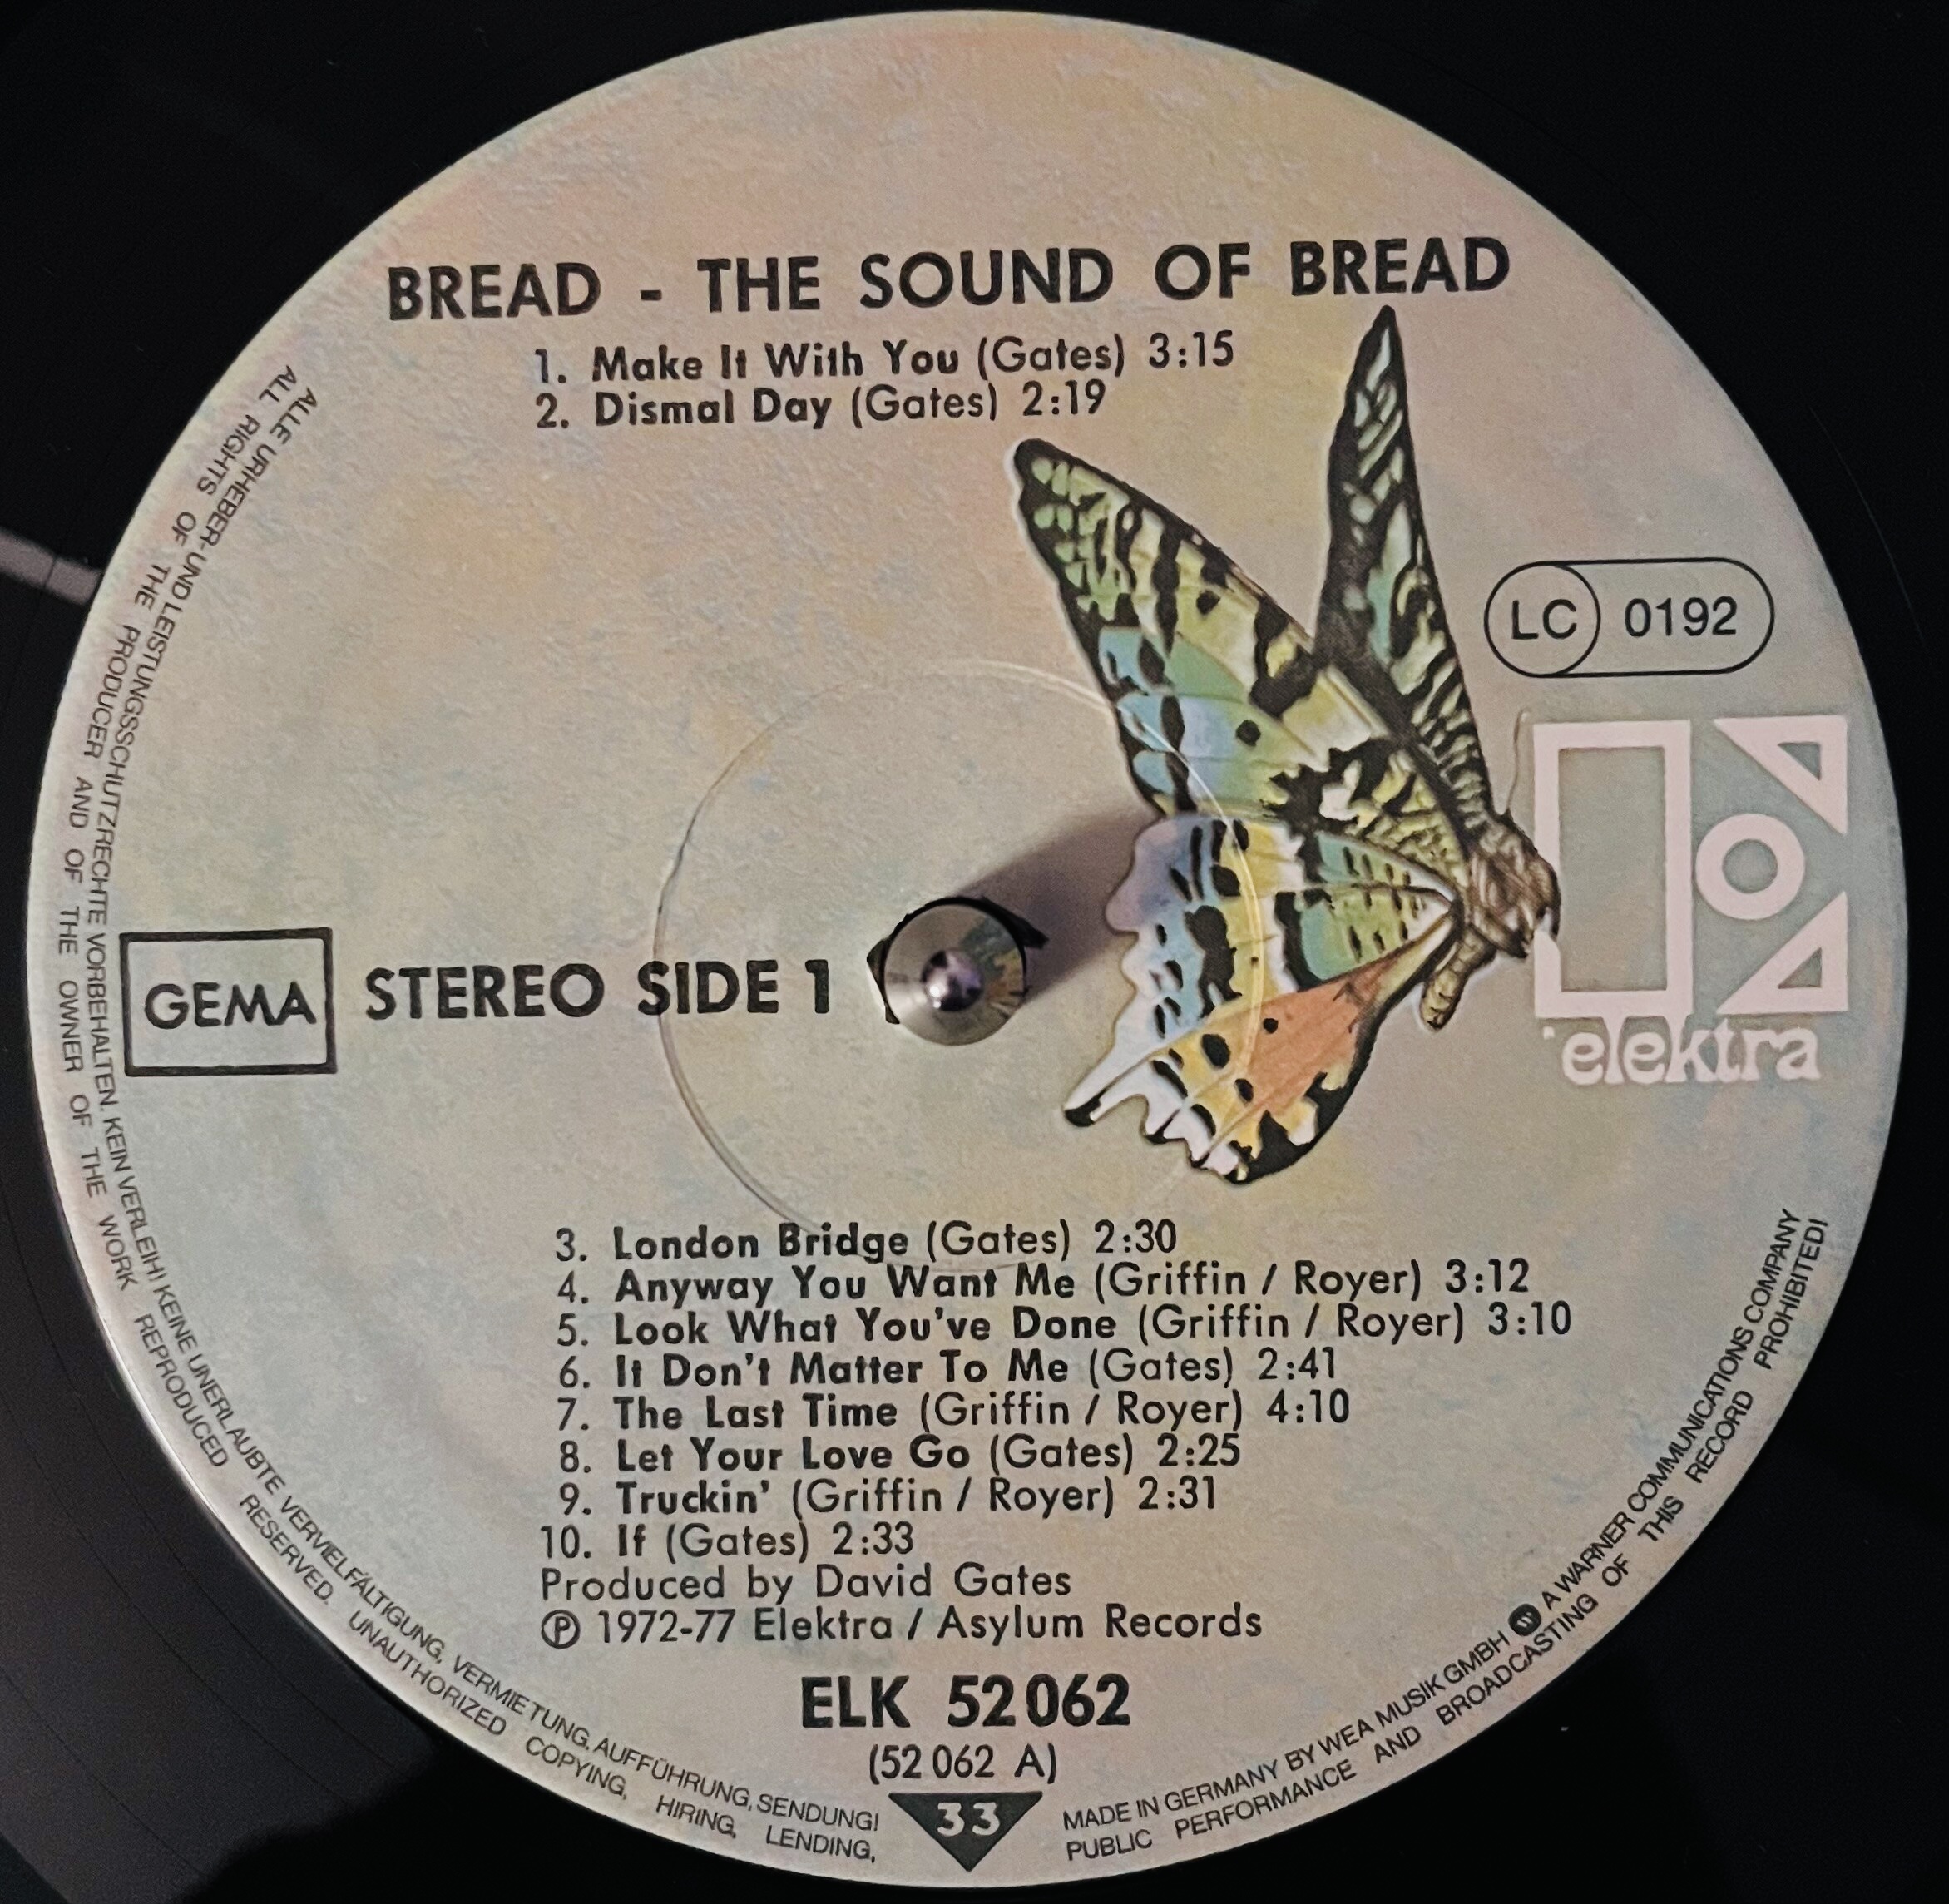 BREAD - THE SOUND OF BREAD
1. Make It With You (Gates) 3:15
2. Dismal Day (Gates) 2:19
LC 0192
elektra
GEMA
STEREO SIDE 1
3. London Bridge (Gates) 2:30
4. Anyway You Want Me (Griffin / Royer) 3:12
5. Look What You've Done (Griffin / Royer) 3:10
6. It Don't Matter To Me (Gates) 2:41
7. The Last Time (Griffin / Royer) 4:10
8. Let Your Love Go (Gates) 2:25
9. Truckin' (Griffin / Royer) 2:31
10. If (Gates) 2:33
Produced by David Gates
℗ 1972-77 Elektra / Asylum Records
ELK 52062
(52 062 A)
33
ALLE URHEBER- UND LEISTUNGSSCHUTZRECHTE VORBEHALTEN. KEIN VERLEIH! KEINE UNERLAUBTE VERVIELFÄLTIGUNG, VERMIETUNG, AUFFÜHRUNG, SENDUNG!
ALL RIGHTS OF THE PRODUCER AND OF THE OWNER OF THE WORK REPRODUCED RESERVED. UNAUTHORIZED COPYING, HIRING, LENDING,
MADE IN GERMANY BY WEA MUSIK GMBH A WARNER COMMUNICATIONS COMPANY
PUBLIC PERFORMANCE AND BROADCASTING OF THIS RECORD PROHIBITED!